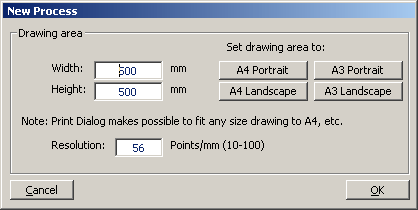 New Process
Drawing area
Set drawing area to:
Width: 500 mm
A4 Portrait A3 Portrait
Height: 500 mm
A4 Landscape A3 Landscape
Note: Print Dialog makes possible to fit any size drawing to A4, etc.
Resolution: 56 Points/mm (10-100)
Cancel OK